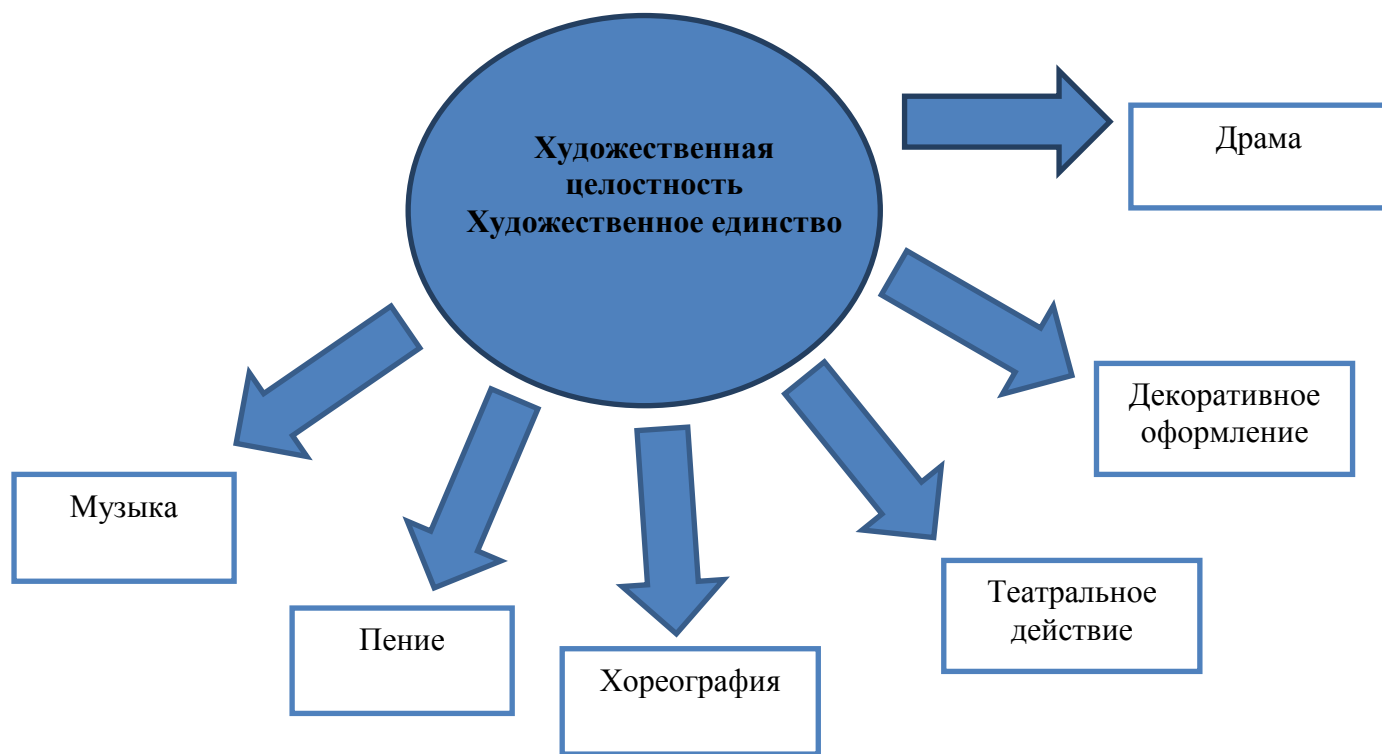 Художественная
целостность
Художественное единство
Драма
Декоративное
оформление
Театральное
действие
Хореография
Пение
Музыка